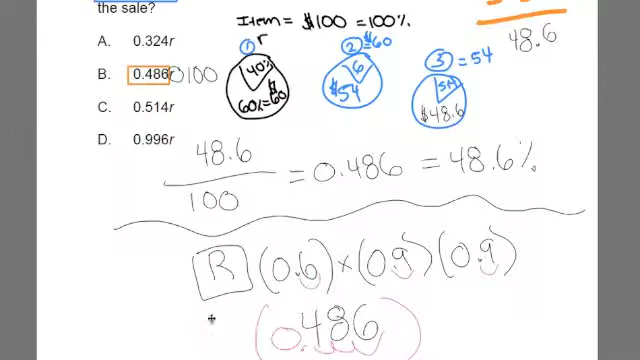 the sale?
Item = $100 = 100%
48.6
A. 0.324r
B. 0.486r 0100
C. 0.514r
D. 0.996r
1 r
40%
60% = $60
2 = $60
6
$54
3 = 54
$48.6
48.6
100
= 0.486 = 48.6%
R (0.6) × (0.9) (0.9)
(0.486)